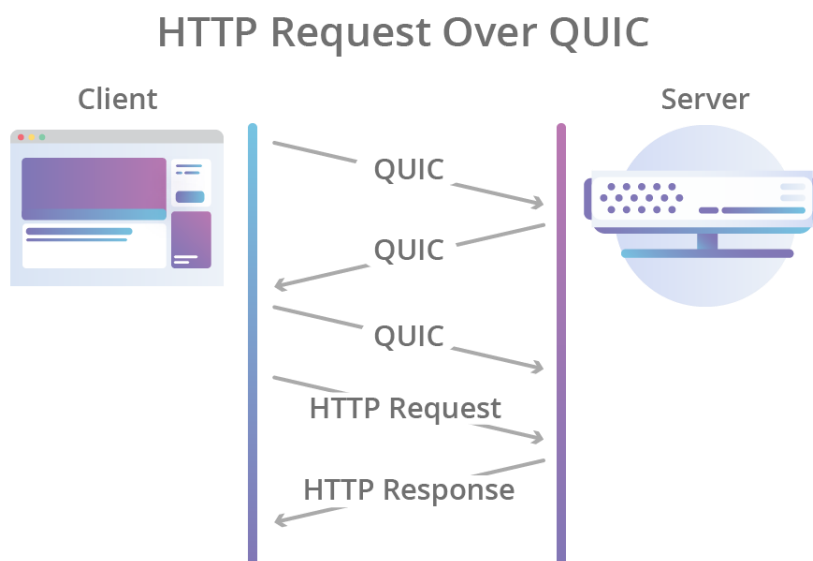 HTTP Request Over QUIC
Client
Server
QUIC
QUIC
QUIC
HTTP Request
HTTP Response